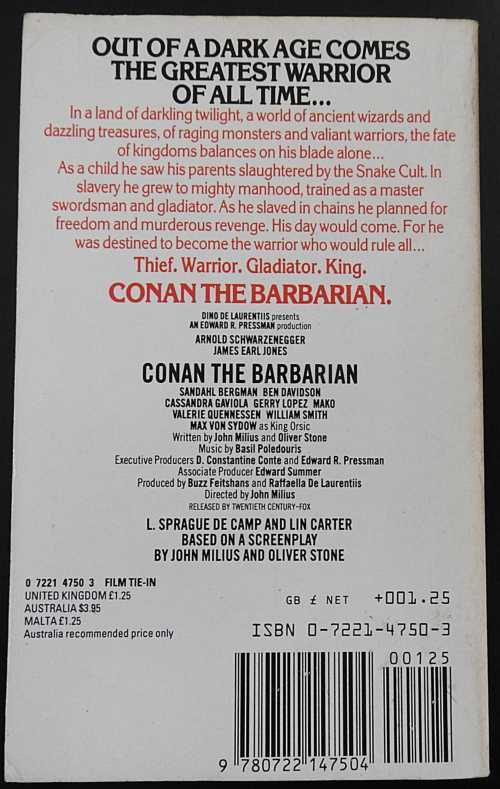 OUT OF A DARK AGE COMES
THE GREATEST WARRIOR
OF ALL TIME...
In a land of darkling twilight, a world of ancient wizards and
dazzling treasures, of raging monsters and valiant warriors, the fate
of kingdoms balances on his blade alone...
As a child he saw his parents slaughtered by the Snake Cult. In
slavery he grew to mighty manhood, trained as a master
swordsman and gladiator. As he slaved in chains he planned for
freedom and murderous revenge. His day would come. For he
was destined to become the warrior who would rule all...
Thief. Warrior. Gladiator. King.
CONAN THE BARBARIAN.
DINO DE LAURENTIIS presents
AN EDWARD R. PRESSMAN production
ARNOLD SCHWARZENEGGER
JAMES EARL JONES
CONAN THE BARBARIAN
SANDAHL BERGMAN BEN DAVIDSON
CASSANDRA GAVIOLA GERRY LOPEZ MAKO
VALERIE QUENNESSEN WILLIAM SMITH
MAX VON SYDOW as King Orsic
Written by John Milius and Oliver Stone
Music by Basil Poledouris
Executive Producers D. Constantine Conte and Edward R. Pressman
Associate Producer Edward Summer
Produced by Buzz Feitshans and Raffaella De Laurentiis
Directed by John Milius
RELEASED BY TWENTIETH CENTURY-FOX
L. SPRAGUE DE CAMP AND LIN CARTER
BASED ON A SCREENPLAY
BY JOHN MILIUS AND OLIVER STONE
0 7221 4750 3 FILM TIE-IN
UNITED KINGDOM £1.25
AUSTRALIA $3.95
MALTA £1.25
Australia recommended price only
GB £ NET +001.25
ISBN 0-7221-4750-3
00125
9 780722 147504